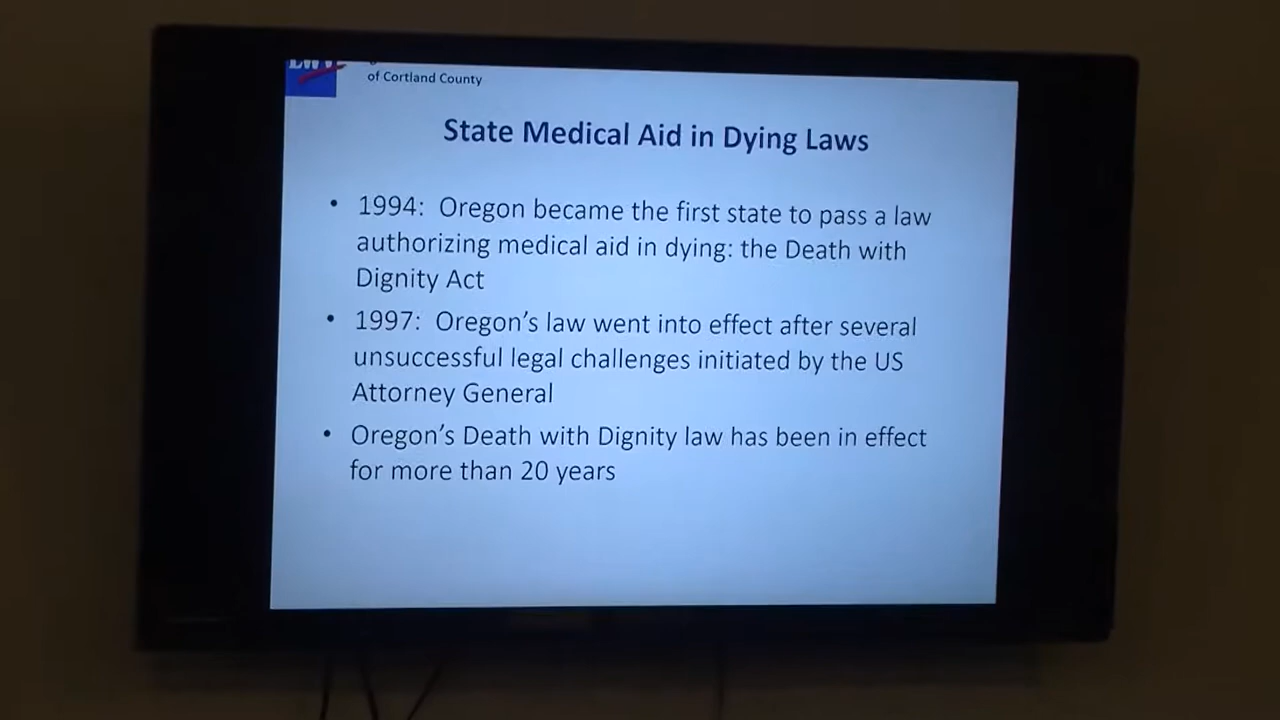 LWV
of Cortland County
State Medical Aid in Dying Laws
• 1994: Oregon became the first state to pass a law
authorizing medical aid in dying: the Death with
Dignity Act
• 1997: Oregon's law went into effect after several
unsuccessful legal challenges initiated by the US
Attorney General
• Oregon's Death with Dignity law has been in effect
for more than 20 years